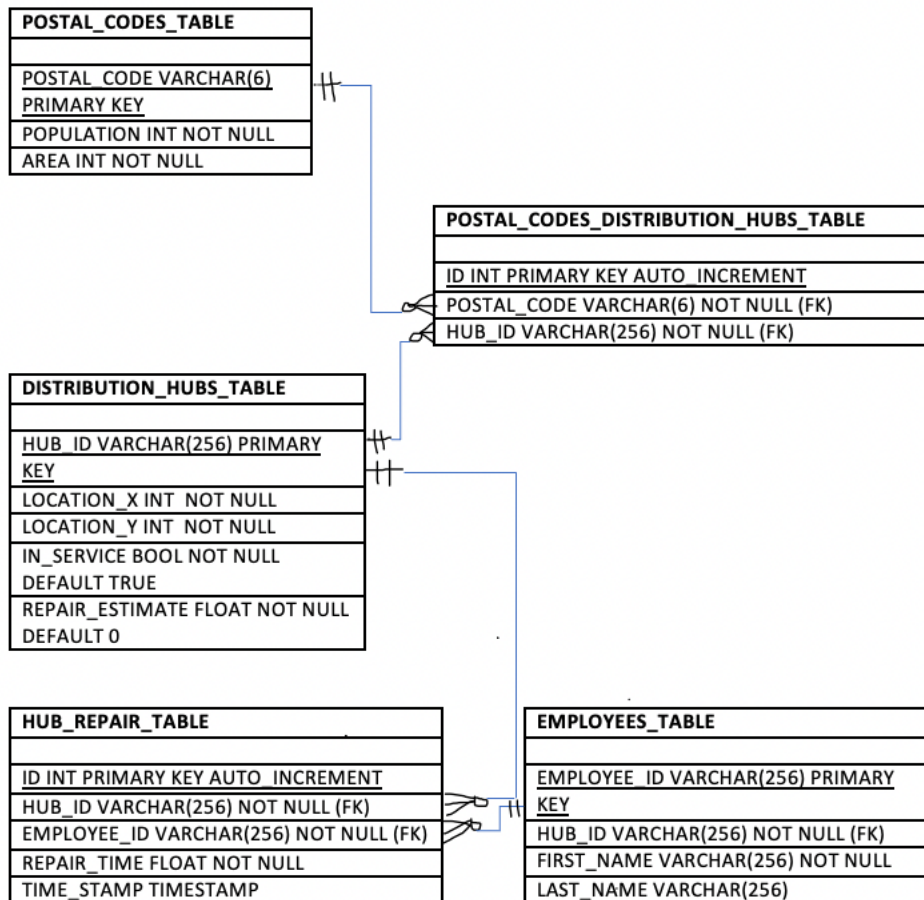 POSTAL_CODES_TABLE
POSTAL_CODE VARCHAR(6)
PRIMARY KEY
POPULATION INT NOT NULL
AREA INT NOT NULL
POSTAL_CODES_DISTRIBUTION_HUBS_TABLE
ID INT PRIMARY KEY AUTO_INCREMENT
POSTAL_CODE VARCHAR(6) NOT NULL (FK)
HUB_ID VARCHAR(256) NOT NULL (FK)
DISTRIBUTION_HUBS_TABLE
HUB_ID VARCHAR(256) PRIMARY
KEY
LOCATION_X INT NOT NULL
LOCATION_Y INT NOT NULL
IN_SERVICE BOOL NOT NULL
DEFAULT TRUE
REPAIR_ESTIMATE FLOAT NOT NULL
DEFAULT 0
HUB_REPAIR_TABLE
ID INT PRIMARY KEY AUTO_INCREMENT
HUB_ID VARCHAR(256) NOT NULL (FK)
EMPLOYEE_ID VARCHAR(256) NOT NULL (FK)
REPAIR_TIME FLOAT NOT NULL
TIME_STAMP TIMESTAMP
EMPLOYEES_TABLE
EMPLOYEE_ID VARCHAR(256) PRIMARY
KEY
HUB_ID VARCHAR(256) NOT NULL (FK)
FIRST_NAME VARCHAR(256) NOT NULL
LAST_NAME VARCHAR(256)